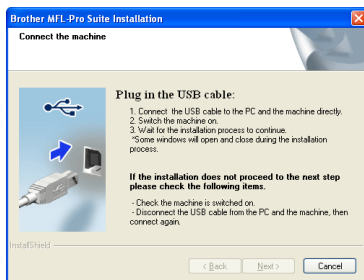 Brother MFL-Pro Suite Installation
Connect the machine
Plug in the USB cable:
1. Connect the USB cable to the PC and the machine directly.
2. Switch the machine on.
3. Wait for the installation process to continue.
*Some windows will open and close during the installation
process.
If the installation does not proceed to the next step
please check the following items.
- Check the machine is switched on.
- Disconnect the USB cable from the PC and the machine, then
connect again.
InstallShield
< Back
Next >
Cancel